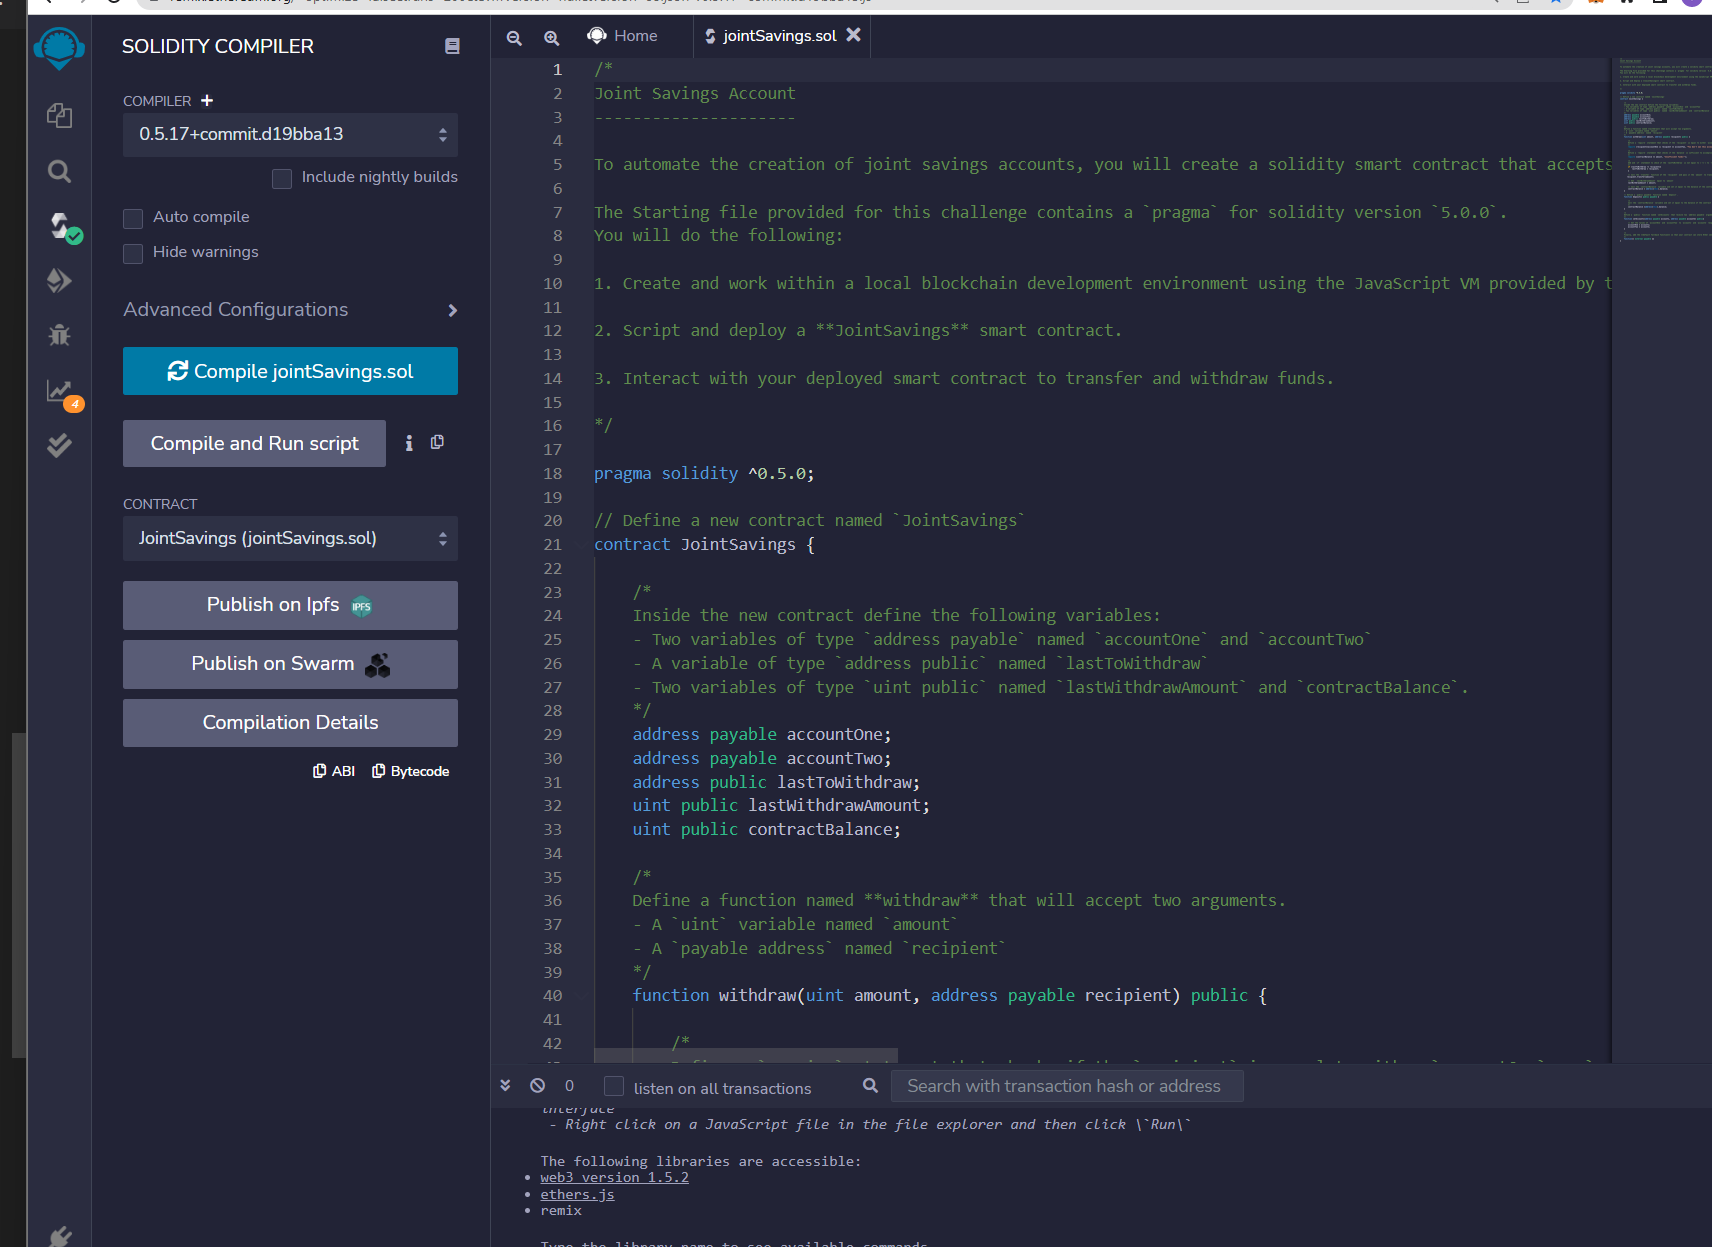 SOLIDITY COMPILER
COMPILER +
0.5.17+commit.d19bba13
Include nightly builds
Auto compile
Hide warnings
Advanced Configurations
Compile jointSavings.sol
Compile and Run script
CONTRACT
JointSavings (jointSavings.sol)
Publish on Ipfs
IPFS
Publish on Swarm
Compilation Details
ABI Bytecode
4
Home jointSavings.sol
1 /*
2 Joint Savings Account
3 ---------------------
4
5 To automate the creation of joint savings accounts, you will create a solidity smart contract that accepts
6
7 The Starting file provided for this challenge contains a `pragma` for solidity version `5.0.0`.
8 You will do the following:
9
10 1. Create and work within a local blockchain development environment using the JavaScript VM provided by t
11
12 2. Script and deploy a **JointSavings** smart contract.
13
14 3. Interact with your deployed smart contract to transfer and withdraw funds.
15
16 */
17
18 pragma solidity ^0.5.0;
19
20 // Define a new contract named `JointSavings`
21 contract JointSavings {
22
23 /*
24 Inside the new contract define the following variables:
25 - Two variables of type `address payable` named `accountOne` and `accountTwo`
26 - A variable of type `address public` named `lastToWithdraw`
27 - Two variables of type `uint public` named `lastWithdrawAmount` and `contractBalance`.
28 */
29 address payable accountOne;
30 address payable accountTwo;
31 address public lastToWithdraw;
32 uint public lastWithdrawAmount;
33 uint public contractBalance;
34
35 /*
36 Define a function named **withdraw** that will accept two arguments.
37 - A `uint` variable named `amount`
38 - A `payable address` named `recipient`
39 */
40 function withdraw(uint amount, address payable recipient) public {
41
42 /*
0 listen on all transactions Search with transaction hash or address
interface
- Right click on a JavaScript file in the file explorer and then click \`Run\`
The following libraries are accessible:
• web3 version 1.5.2
• ethers.js
• remix
Type the library name to see available commands